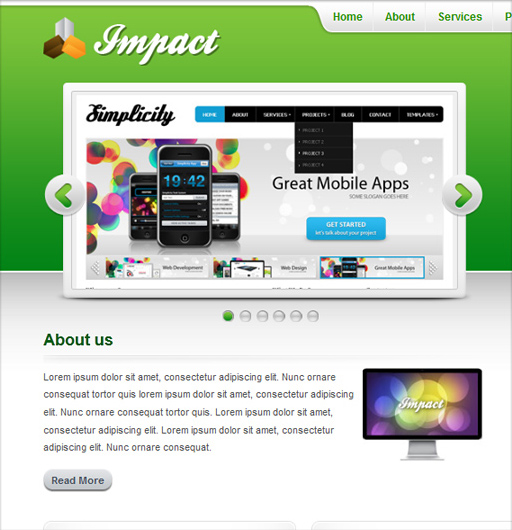 Home About Services P
Impact
Simplicity
HOME ABOUT SERVICES PROJECTS BLOG CONTACT TEMPLATES
PROJECT 1
PROJECT 2
PROJECT 3
PROJECT 4
19:42
Great Mobile Apps
SOME SLOGAN GOES HERE
GET STARTED
let's talk about your project
Web Development Web Design Great Mobile Apps
About us
Lorem ipsum dolor sit amet, consectetur adipiscing elit. Nunc ornare
consequat tortor quis lorem ipsum dolor sit amet, consectetur adipiscing
elit. Nunc ornare consequat tortor quis. Lorem ipsum dolor sit amet,
consectetur adipiscing elit. Lorem ipsum dolor sit amet, consectetur
adipiscing elit. Nunc ornare consequat.
Impact
Read More